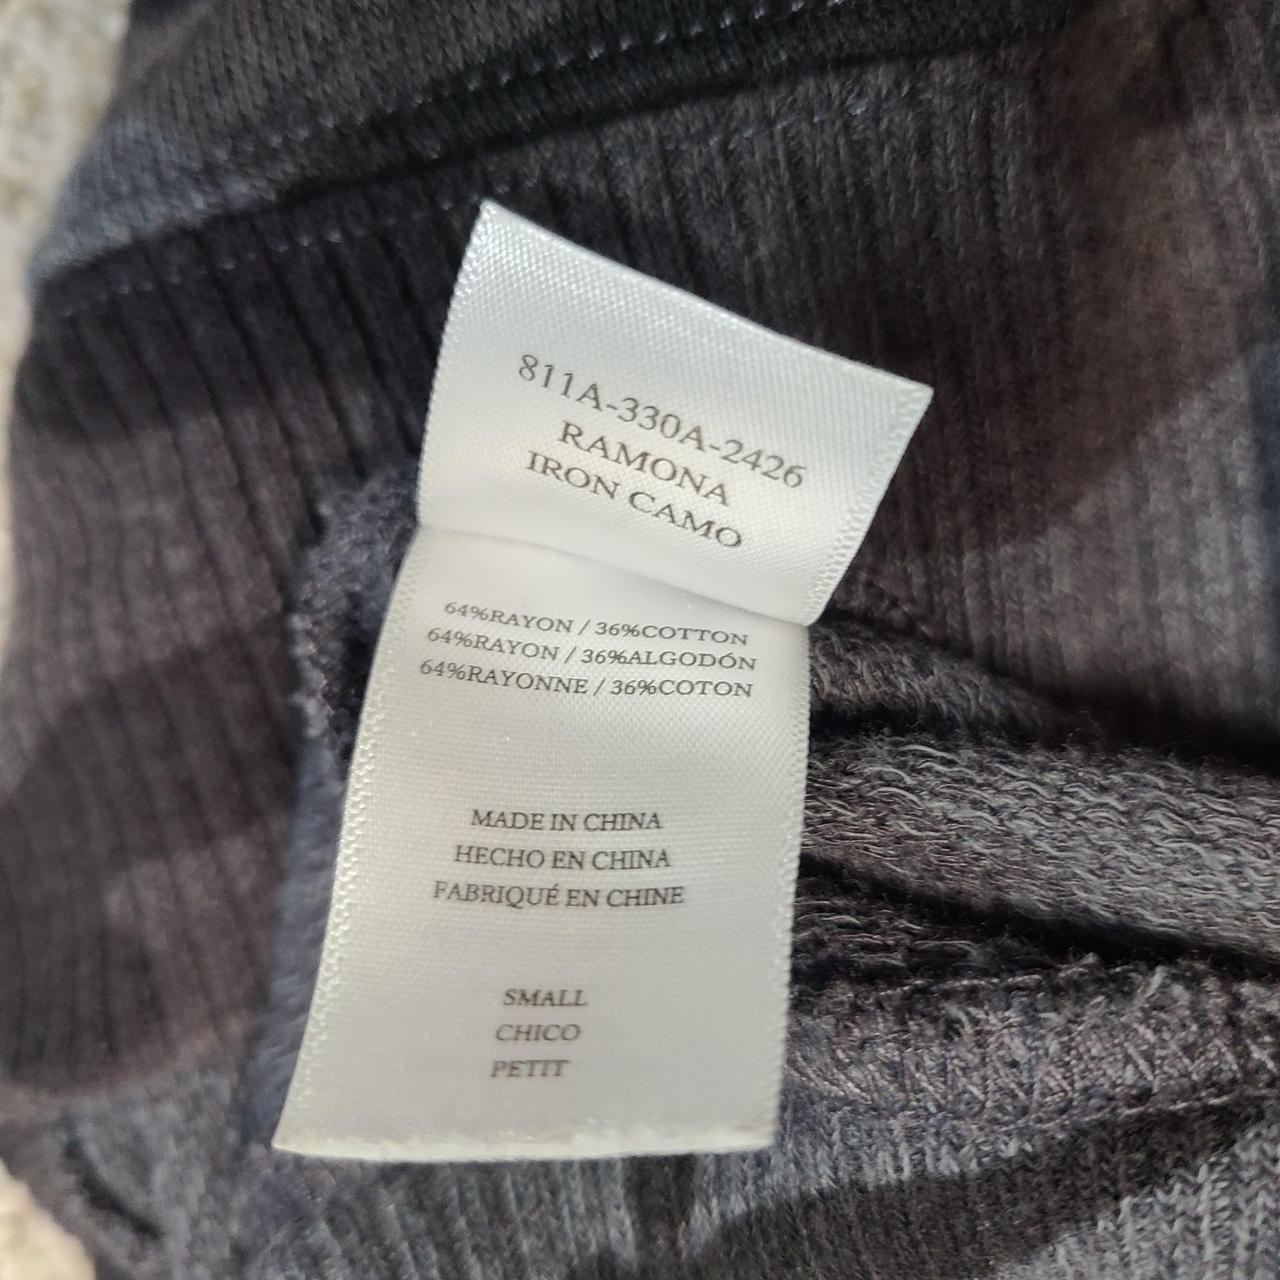 811A-330A-2426
RAMONA
IRON CAMO
64%RAYON / 36%COTTON
64%RAYON / 36%ALGODÓN
64%RAYONNE / 36%COTON
MADE IN CHINA
HECHO EN CHINA
FABRIQUÉ EN CHINE
SMALL
CHICO
PETIT